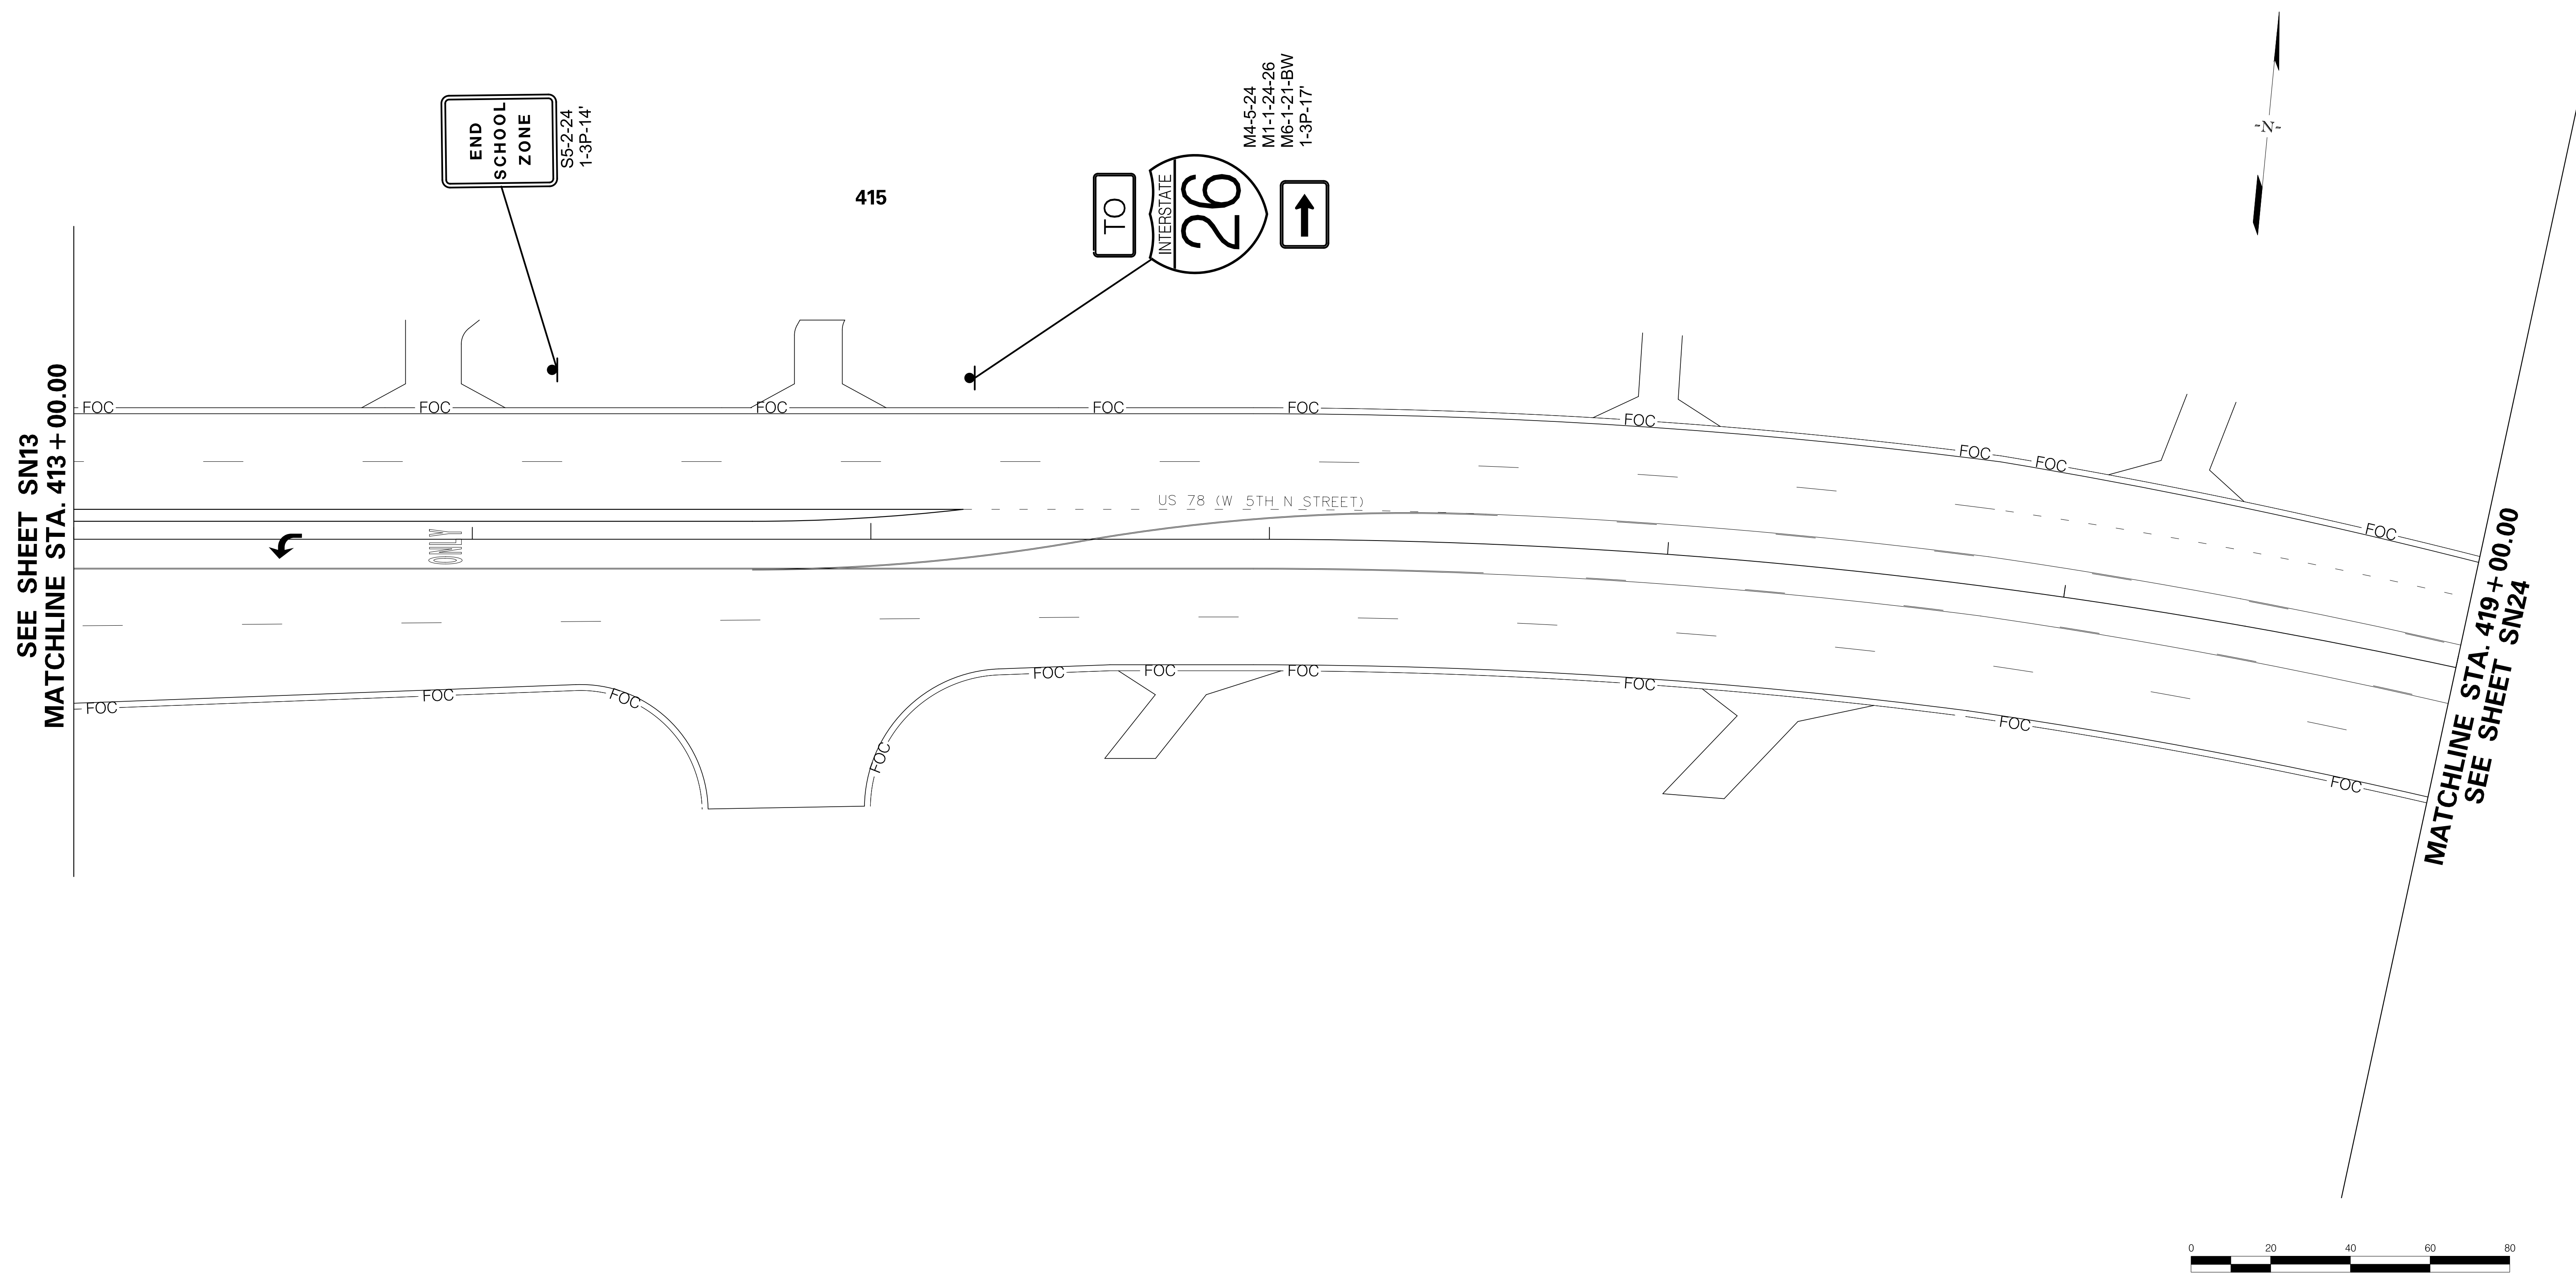 SEE SHEET SN13
MATCHLINE STA. 413+00.00
END
SCHOOL
ZONE
S5-2-24
1-3P-14'
415
TO
INTERSTATE
26
M4-5-24
M1-1-24-26
M6-1-21-BW
1-3P-17'
~N~
FOC
FOC
FOC
FOC
FOC
FOC
FOC
FOC
FOC
US 78 (W 5TH N STREET)
ONLY
FOC
FOC
FOC
FOC
FOC
FOC
FOC
FOC
FOC
FOC
MATCHLINE STA. 419+00.00
SEE SHEET SN24
0 20 40 60 80